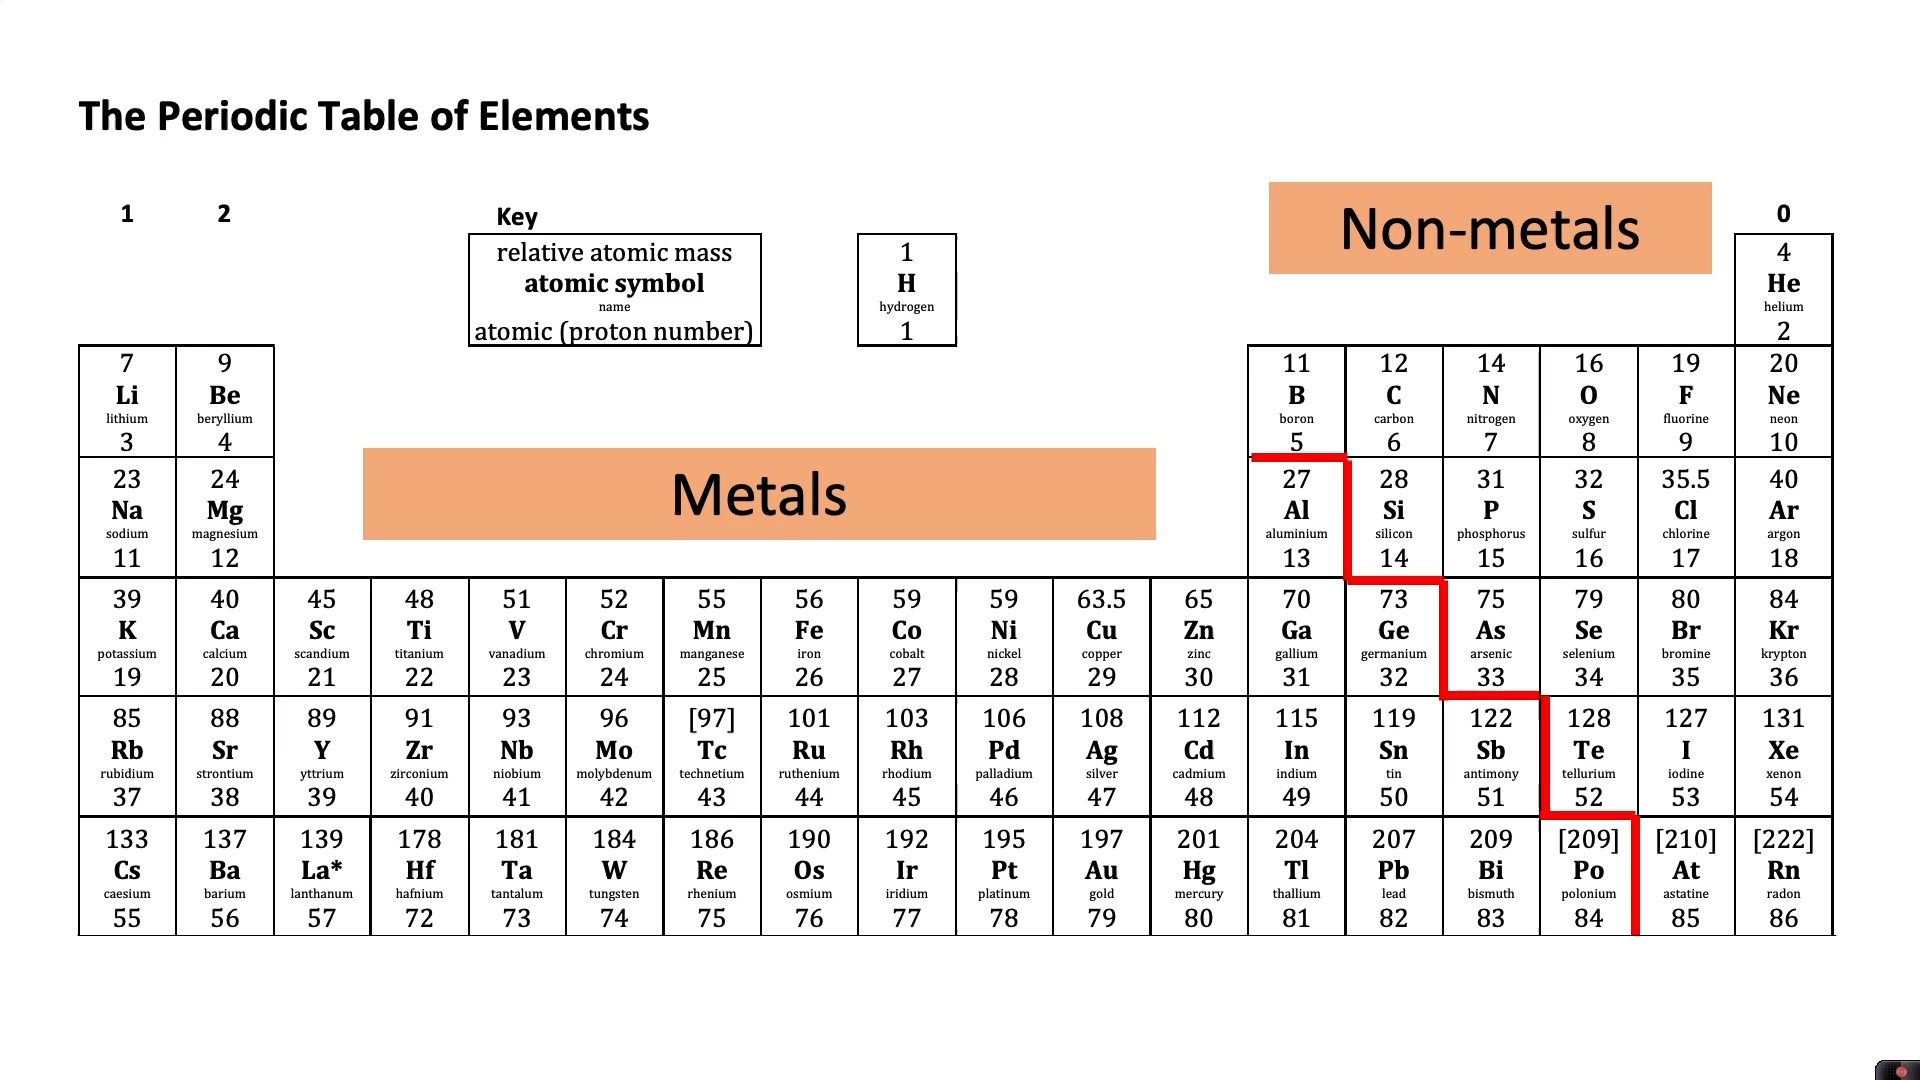 The Periodic Table of Elements
Non-metals
1 2 Key 0
relative atomic mass 1 4
atomic symbol H He
name hydrogen helium
atomic (proton number) 1 2
7 9 11 12 14 16 19 20
Li Be B C N O F Ne
lithium beryllium boron carbon nitrogen oxygen fluorine neon
3 4 5 6 7 8 9 10
Metals
23 24 27 28 31 32 35.5 40
Na Mg Al Si P S Cl Ar
sodium magnesium aluminium silicon phosphorus sulfur chlorine argon
11 12 13 14 15 16 17 18
39 40 45 48 51 52 55 56 59 59 63.5 65 70 73 75 79 80 84
K Ca Sc Ti V Cr Mn Fe Co Ni Cu Zn Ga Ge As Se Br Kr
potassium calcium scandium titanium vanadium chromium manganese iron cobalt nickel copper zinc gallium germanium arsenic selenium bromine krypton
19 20 21 22 23 24 25 26 27 28 29 30 31 32 33 34 35 36
85 88 89 91 93 96 [97] 101 103 106 108 112 115 119 122 128 127 131
Rb Sr Y Zr Nb Mo Tc Ru Rh Pd Ag Cd In Sn Sb Te I Xe
rubidium strontium yttrium zirconium niobium molybdenum technetium ruthenium rhodium palladium silver cadmium indium tin antimony tellurium iodine xenon
37 38 39 40 41 42 43 44 45 46 47 48 49 50 51 52 53 54
133 137 139 178 181 184 186 190 192 195 197 201 204 207 209 [209] [210] [222]
Cs Ba La* Hf Ta W Re Os Ir Pt Au Hg Tl Pb Bi Po At Rn
caesium barium lanthanum hafnium tantalum tungsten rhenium osmium iridium platinum gold mercury thallium lead bismuth polonium astatine radon
55 56 57 72 73 74 75 76 77 78 79 80 81 82 83 84 85 86